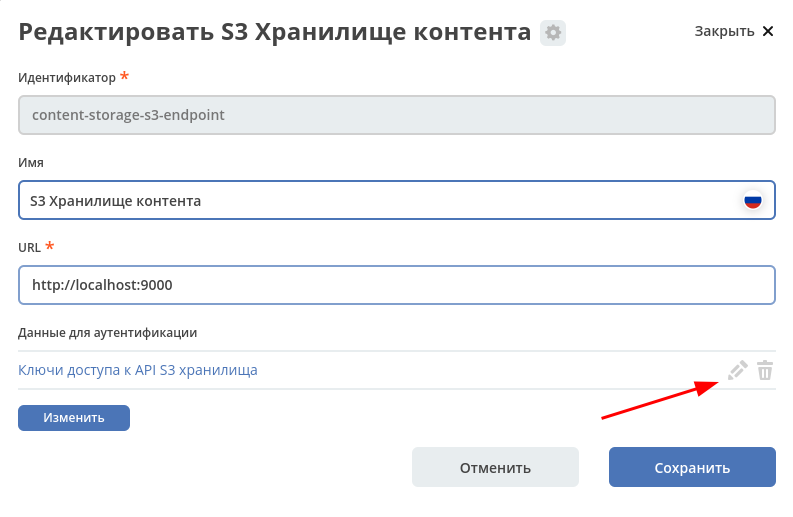 Редактировать S3 Хранилище контента
Закрыть
Идентификатор *
content-storage-s3-endpoint
Имя
S3 Хранилище контента
URL *
http://localhost:9000
Данные для аутентификации
Ключи доступа к API S3 хранилища
Изменить
Отменить
Сохранить